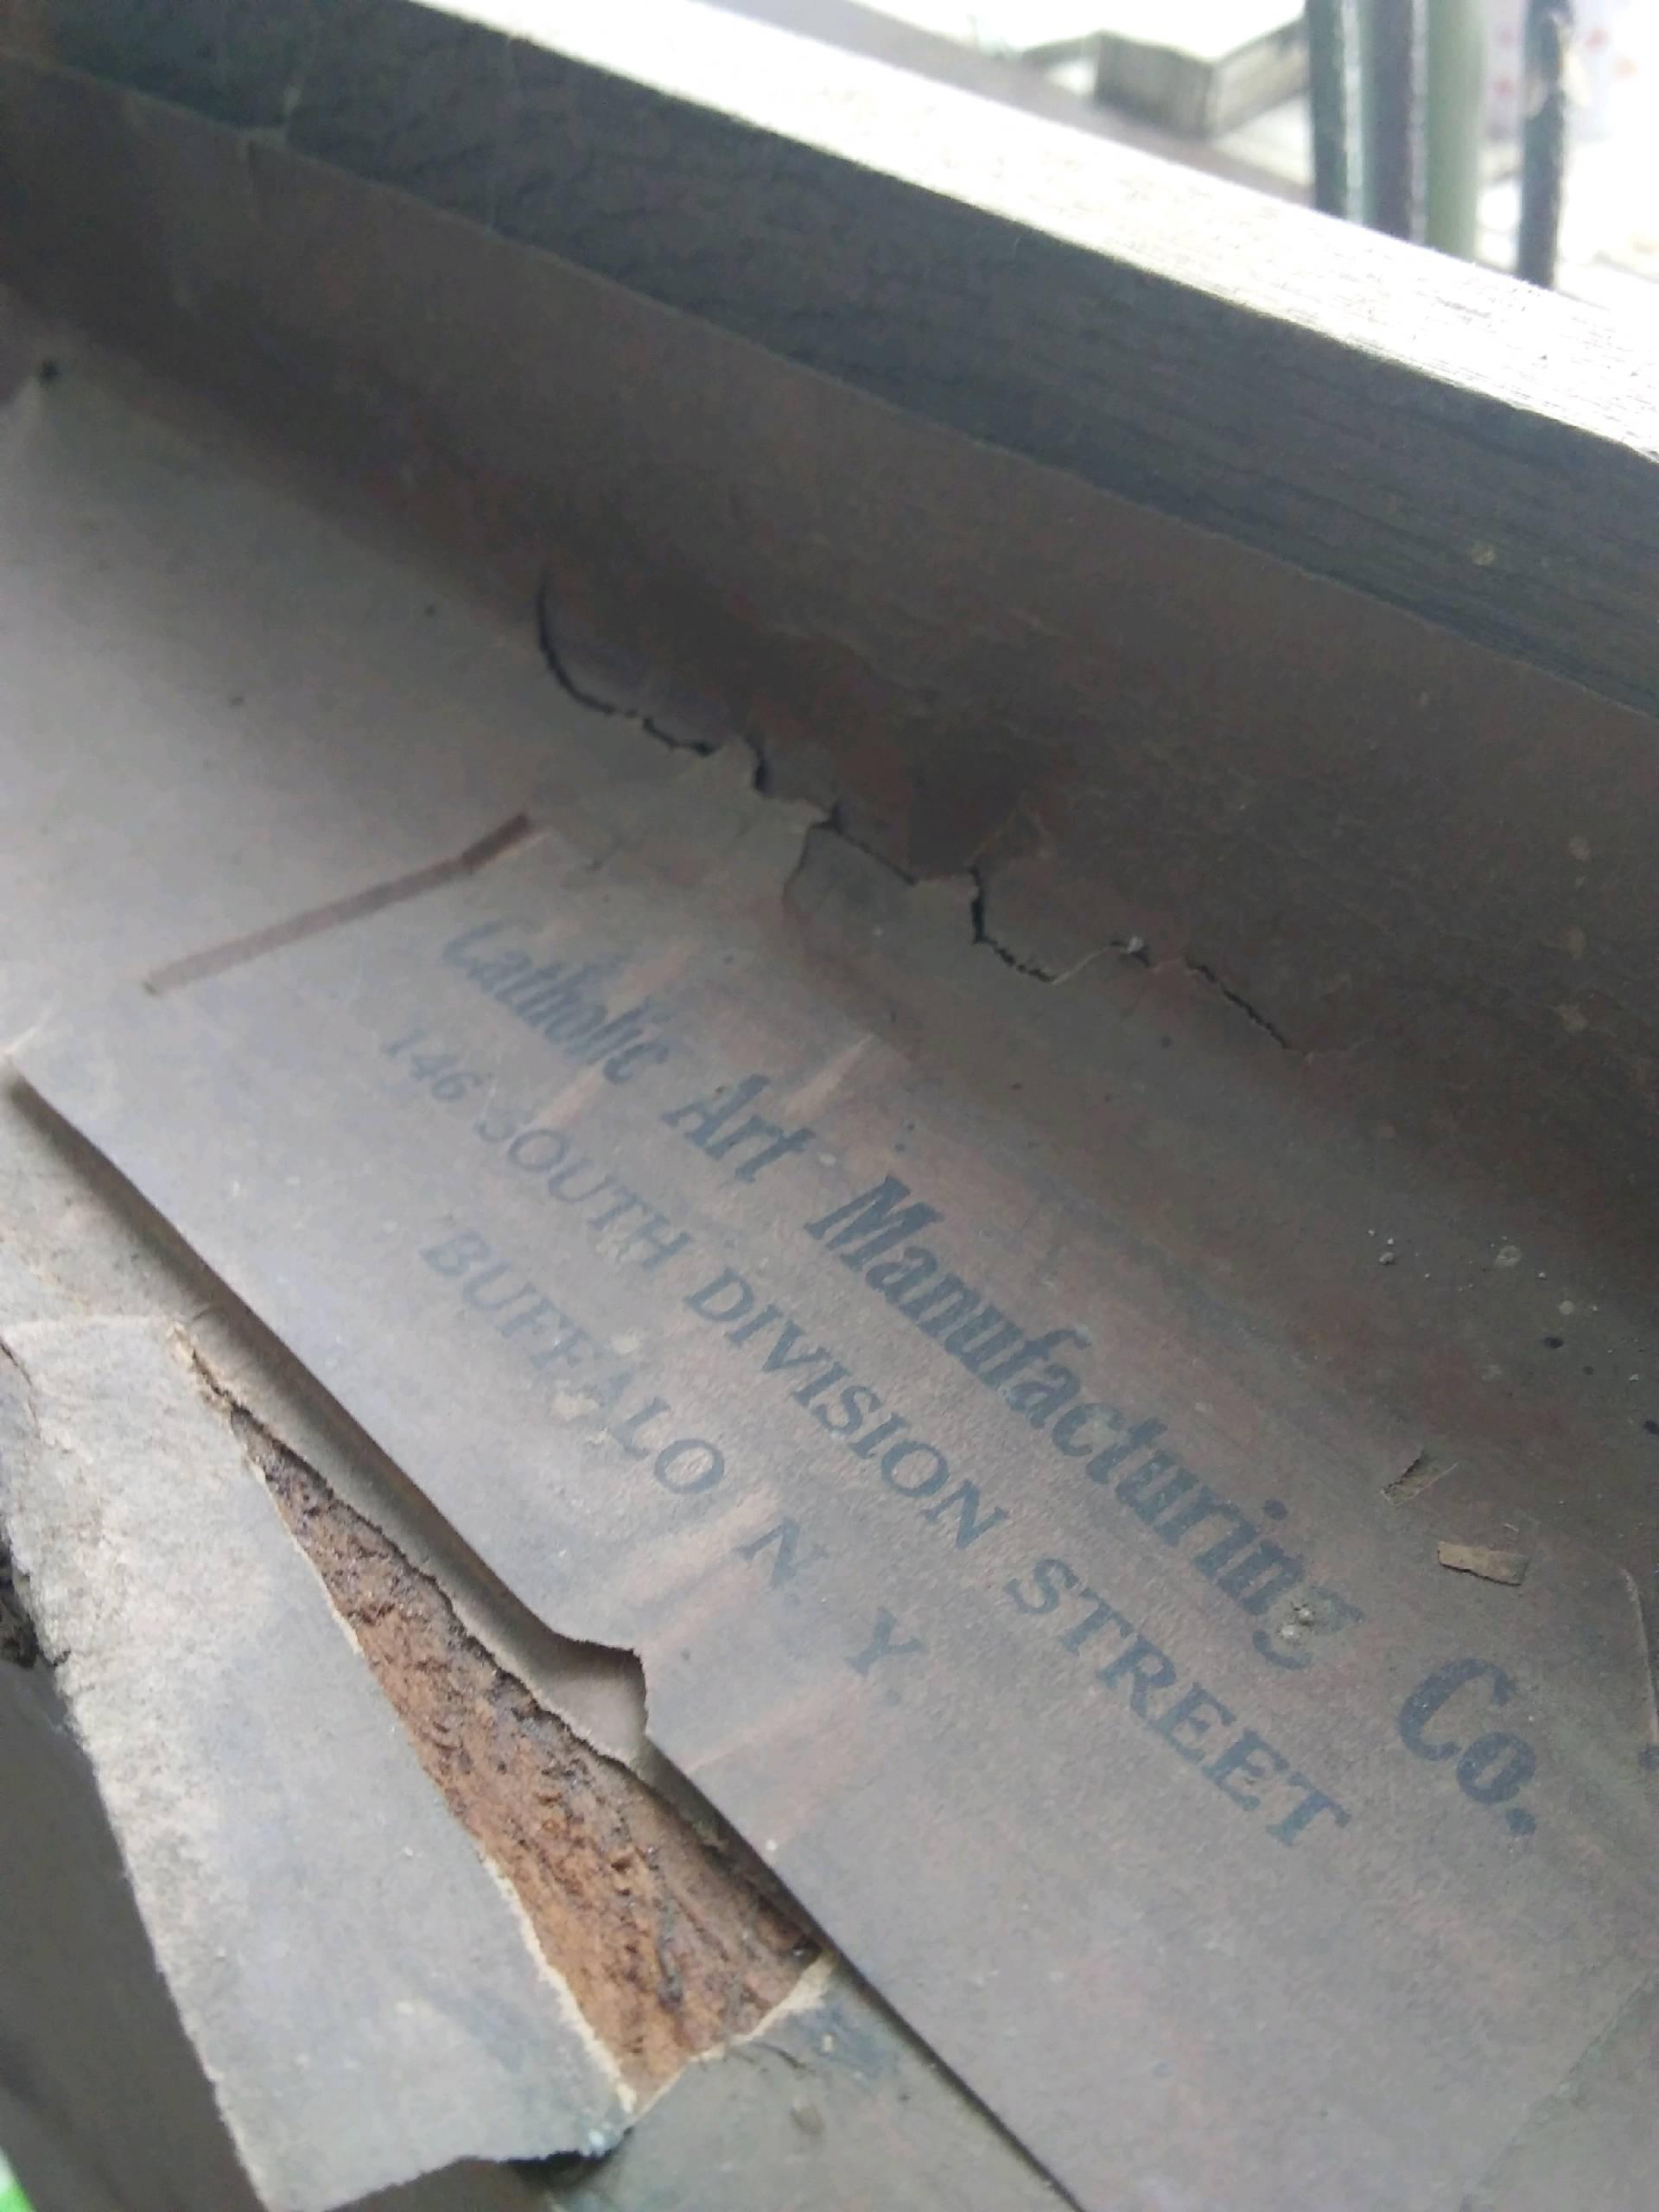 Catholic Art Manufacturing Co.
146 SOUTH DIVISION STREET
BUFFALO N. Y.